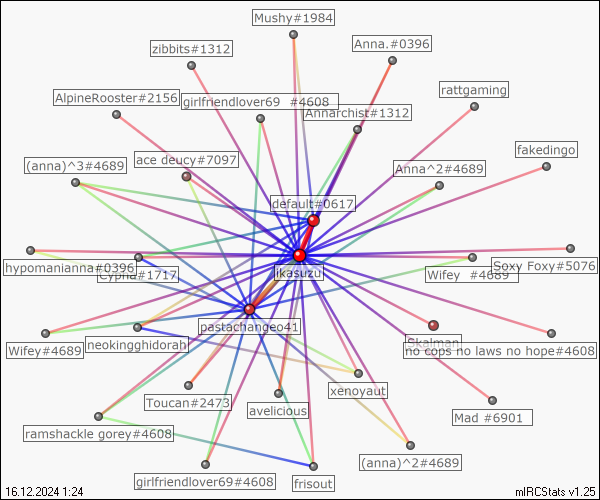 Mushy#1984
Anna.#0396
zibbits#1312
rattgaming
AlpineRooster#2156
girlfriendlover69 #4608
Annarchist#1312
fakedingo
(anna)^3#4689
ace deucy#7097
Anna^2#4689
default#0617
hypomanianna#0396
Cypha#1717
jikasuzu
Wifey #4689
Soxy Foxy#5076
pastachangeo41
Wifey#4689
neokingghidorah
Skalman
no cops no laws no hope#4608
Toucan#2473
avelicious
xenoyaut
Mad #6901
ramshackle gorey#4608
(anna)^2#4689
girlfriendlover69#4608
frisout
16.12.2024 1:24
mIRCStats v1.25